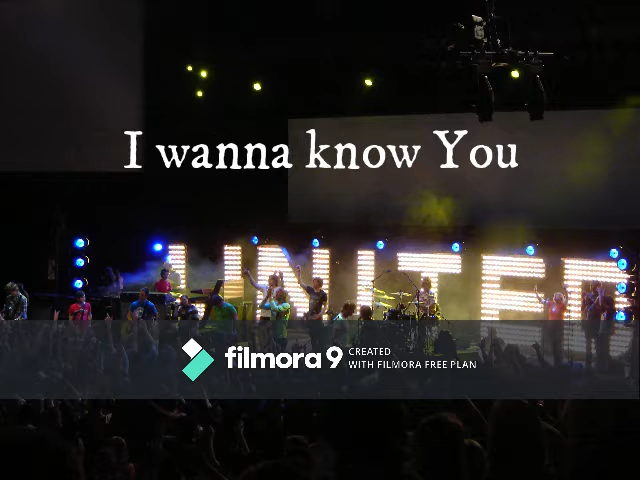 I wanna know You
UNITED
filmora 9
CREATED
WITH FILMORA FREE PLAN